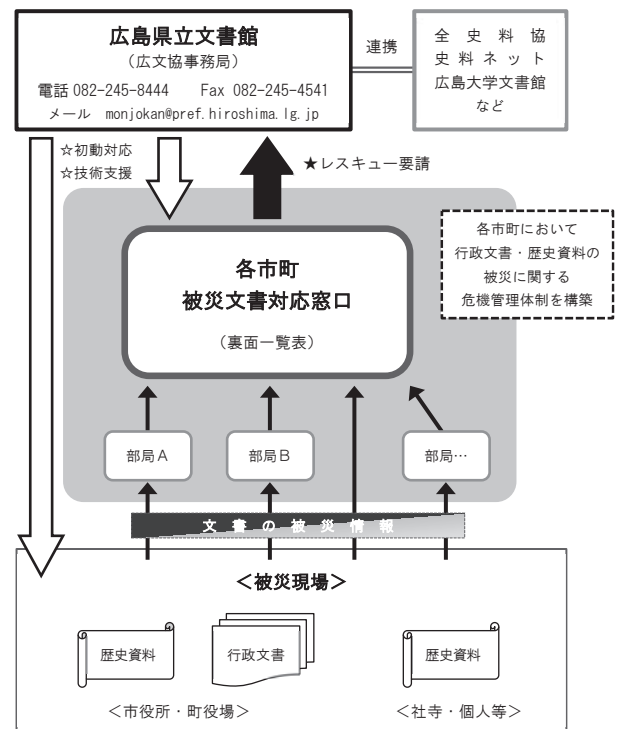 広島県立文書館
（広文協事務局）
電話 082-245-8444　Fax 082-245-4541
メール　monjokan@pref.hiroshima.lg.jp
連携
全史料協
史料ネット
広島大学文書館
など
☆初動対応
☆技術支援
★レスキュー要請
各市町において
行政文書・歴史資料の
被災に関する
危機管理体制を構築
各市町
被災文書対応窓口
（裏面一覧表）
部局Ａ
部局Ｂ
部局…
文書の被災情報
＜被災現場＞
歴史資料
行政文書
歴史資料
＜市役所・町役場＞
＜社寺・個人等＞